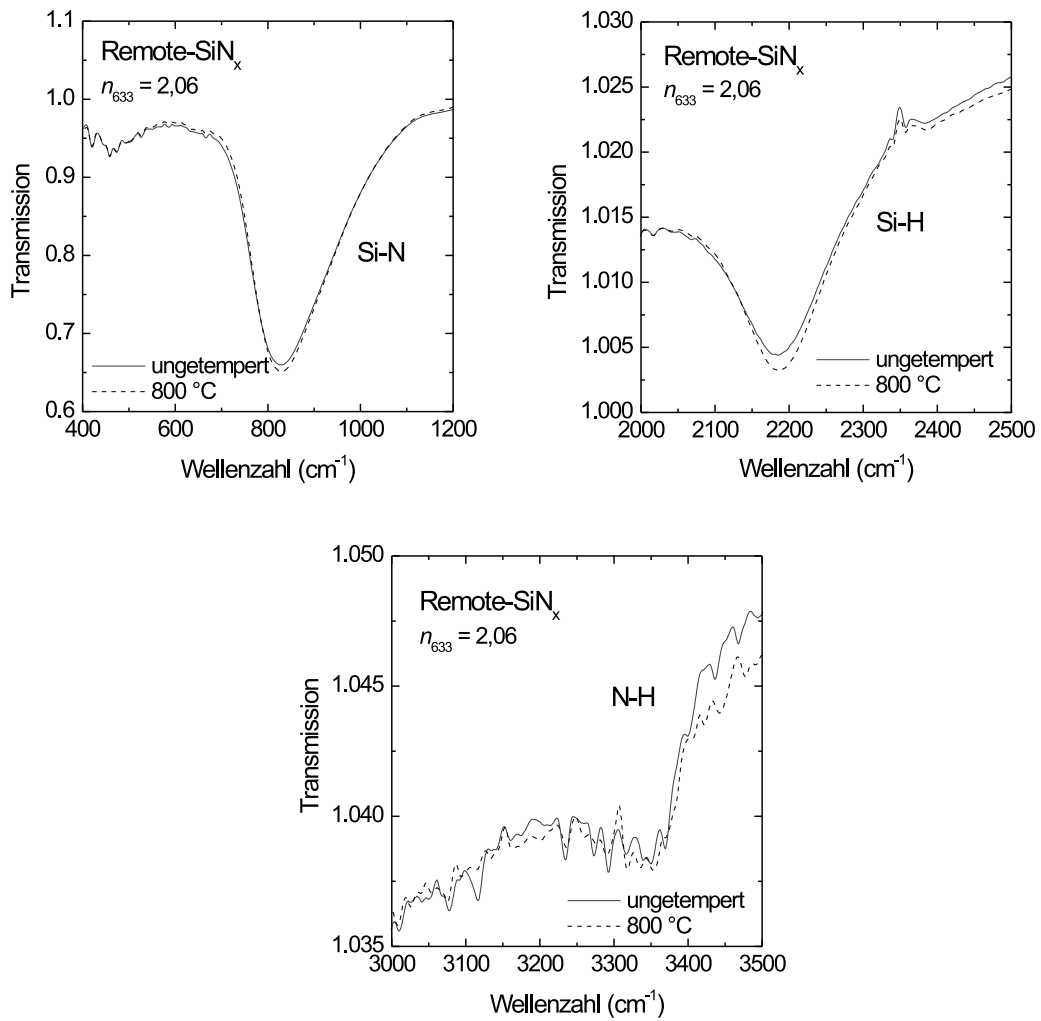 Remote-SiNx
n633 = 2,06
Si-N
ungetempert
800 °C
Transmission
1.1
1.0
0.9
0.8
0.7
0.6
400 600 800 1000 1200
Wellenzahl (cm-1)
Remote-SiNx
n633 = 2,06
Si-H
ungetempert
800 °C
Transmission
1.030
1.025
1.020
1.015
1.010
1.005
1.000
2000 2100 2200 2300 2400 2500
Wellenzahl (cm-1)
Remote-SiNx
n633 = 2,06
N-H
ungetempert
800 °C
Transmission
1.050
1.045
1.040
1.035
3000 3100 3200 3300 3400 3500
Wellenzahl (cm-1)